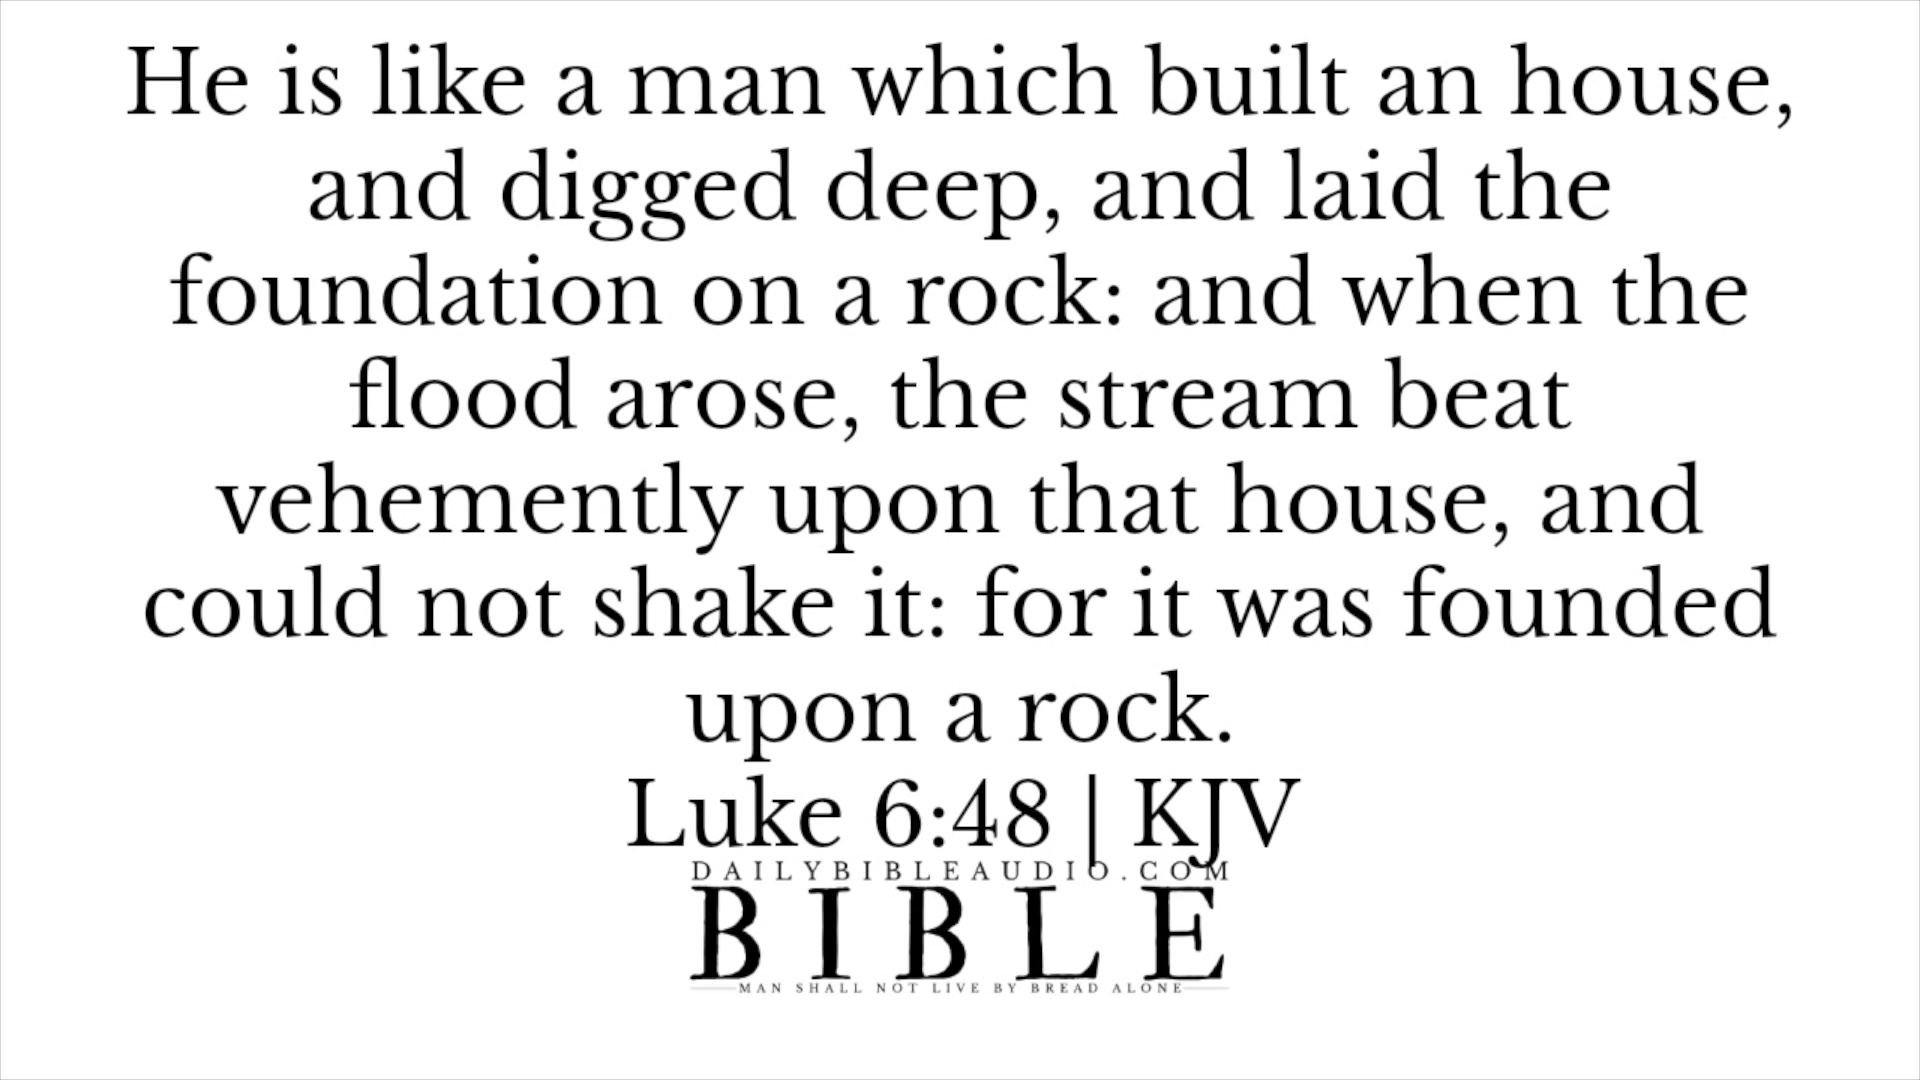 He is like a man which built an house,
and digged deep, and laid the
foundation on a rock: and when the
flood arose, the stream beat
vehemently upon that house, and
could not shake it: for it was founded
upon a rock.
Luke 6:48 | KJV
DAILYBIBLEAUDIO.COM
BIBLE
MAN SHALL NOT LIVE BY BREAD ALONE